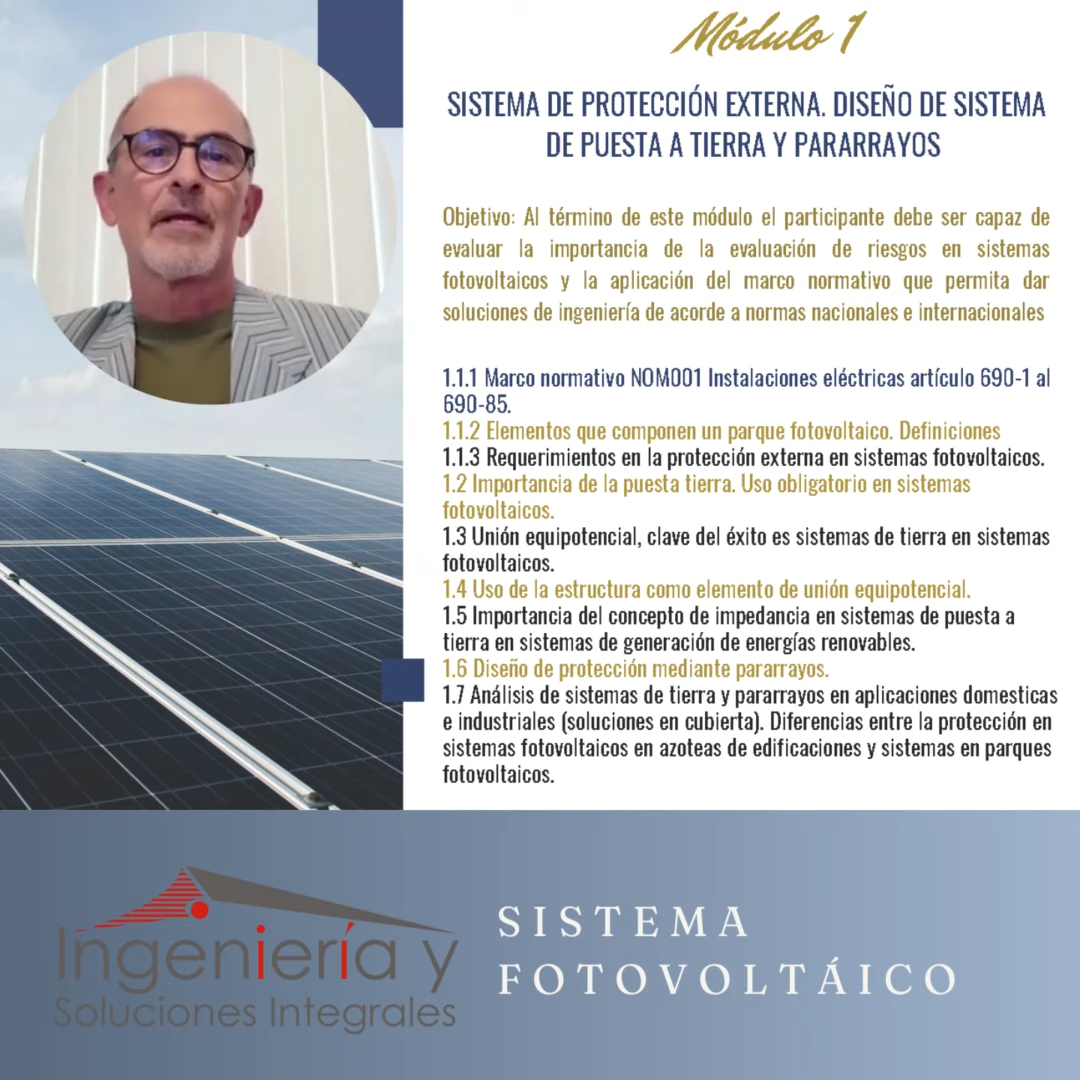 Módulo 1
SISTEMA DE PROTECCIÓN EXTERNA. DISEÑO DE SISTEMA
DE PUESTA A TIERRA Y PARARRAYOS
Objetivo: Al término de este módulo el participante debe ser capaz de
evaluar la importancia de la evaluación de riesgos en sistemas
fotovoltaicos y la aplicación del marco normativo que permita dar
soluciones de ingeniería de acorde a normas nacionales e internacionales
1.1.1 Marco normativo NOM001 Instalaciones eléctricas artículo 690-1 al
690-85.
1.1.2 Elementos que componen un parque fotovoltaico. Definiciones
1.1.3 Requerimientos en la protección externa en sistemas fotovoltaicos.
1.2 Importancia de la puesta tierra. Uso obligatorio en sistemas
fotovoltaicos.
1.3 Unión equipotencial, clave del éxito es sistemas de tierra en sistemas
fotovoltaicos.
1.4 Uso de la estructura como elemento de unión equipotencial.
1.5 Importancia del concepto de impedancia en sistemas de puesta a
tierra en sistemas de generación de energías renovables.
1.6 Diseño de protección mediante pararrayos.
1.7 Análisis de sistemas de tierra y pararrayos en aplicaciones domesticas
e industriales (soluciones en cubierta). Diferencias entre la protección en
sistemas fotovoltaicos en azoteas de edificaciones y sistemas en parques
fotovoltaicos.
Ingeniería y
Soluciones Integrales
SISTEMA
FOTOVOLTÁICO